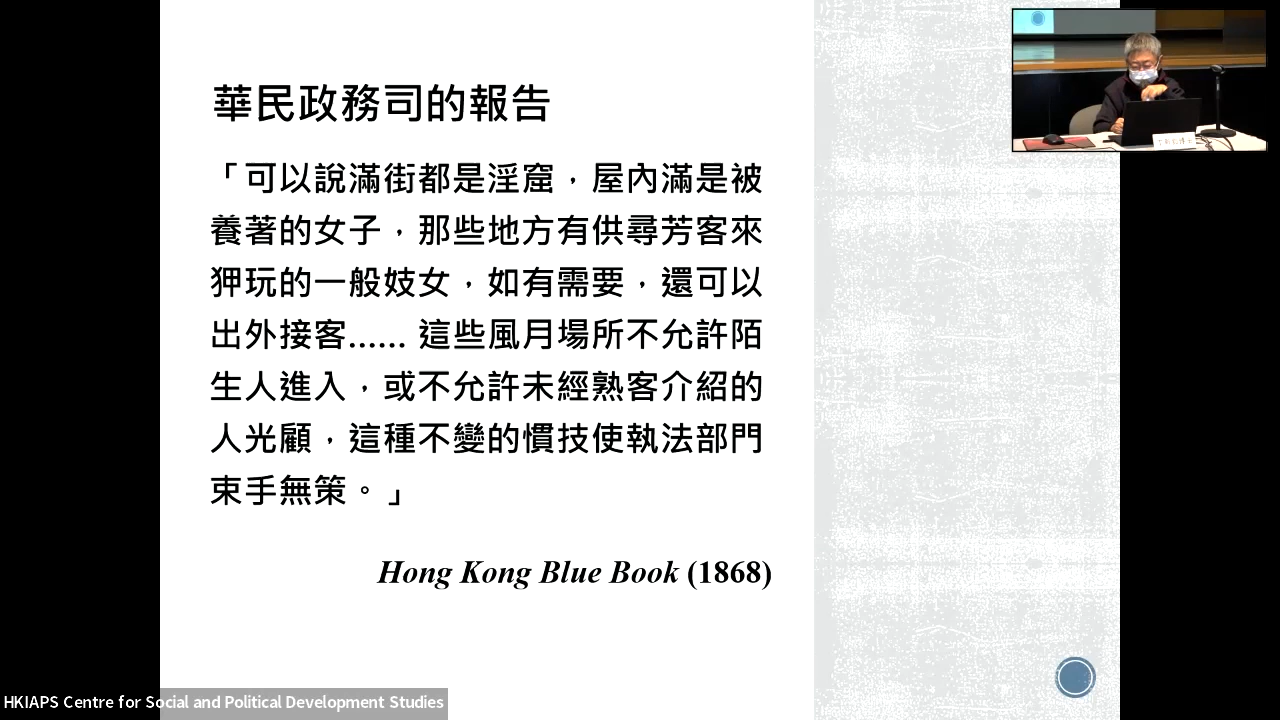 華民政務司的報告
「可以說滿街都是淫窟，屋內滿是被
養著的女子，那些地方有供尋芳客來
狎玩的一般妓女，如有需要，還可以
出外接客...... 這些風月場所不允許陌
生人進入，或不允許未經熟客介紹的
人光顧，這種不變的慣技使執法部門
束手無策。」
Hong Kong Blue Book (1868)
HKIAPS Centre for Social and Political Development Studies